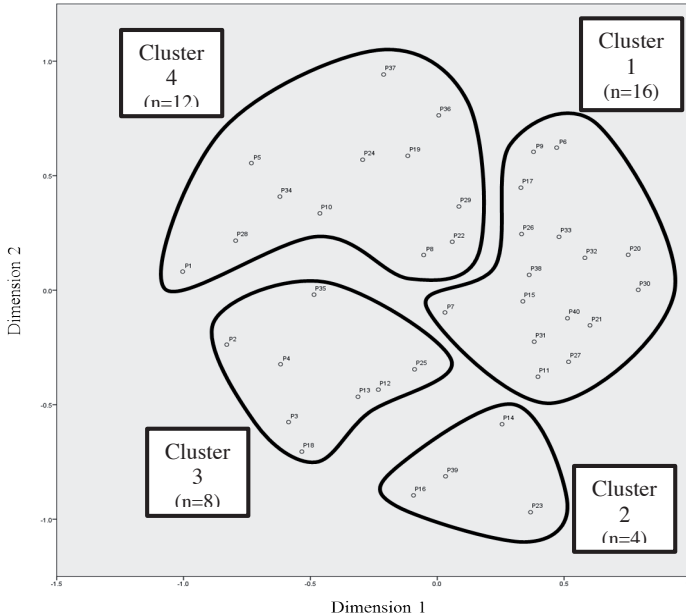 Cluster
4
(n=12)
Cluster
1
(n=16)
Cluster
3
(n=8)
Cluster
2
(n=4)
P37
P36
P9
P6
P5
P24
P19
P17
P34
P10
P29
P28
P8
P22
P26
P33
P32
P20
P1
P38
P30
P35
P15
P7
P40
P21
P2
P31
P4
P25
P27
P13
P12
P11
P3
P18
P14
P39
P16
P23
1.0
0.5
0.0
-0.5
-1.0
-1.5
-1.0
-0.5
0.0
0.5
Dimension 2
Dimension 1